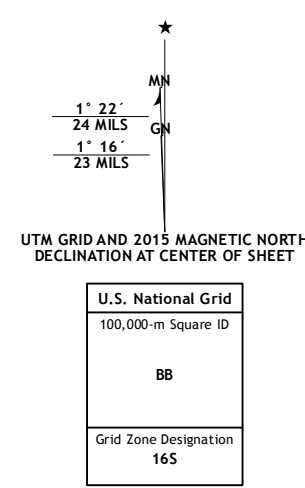 ★
MN
1° 22´
24 MILS
GN
1° 16´
23 MILS
UTM GRID AND 2015 MAGNETIC NORTH
DECLINATION AT CENTER OF SHEET
U.S. National Grid
100,000-m Square ID
BB
Grid Zone Designation
16S